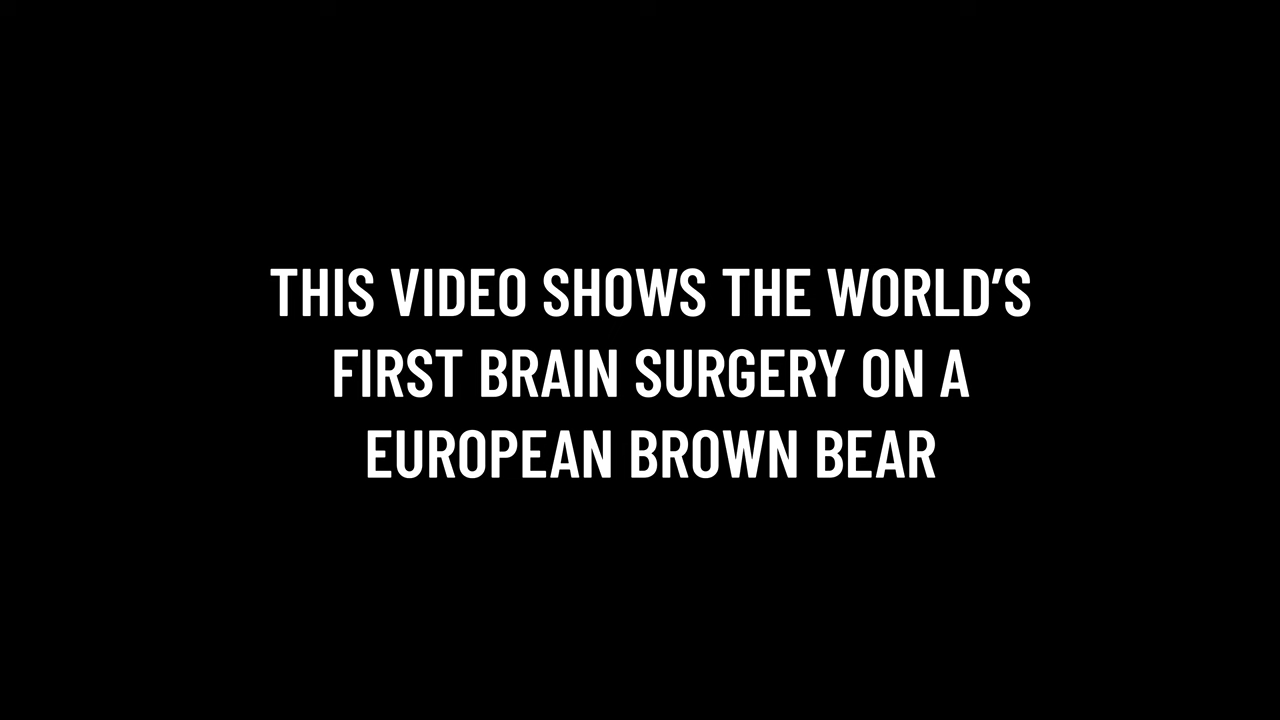 THIS VIDEO SHOWS THE WORLD’S
FIRST BRAIN SURGERY ON A
EUROPEAN BROWN BEAR